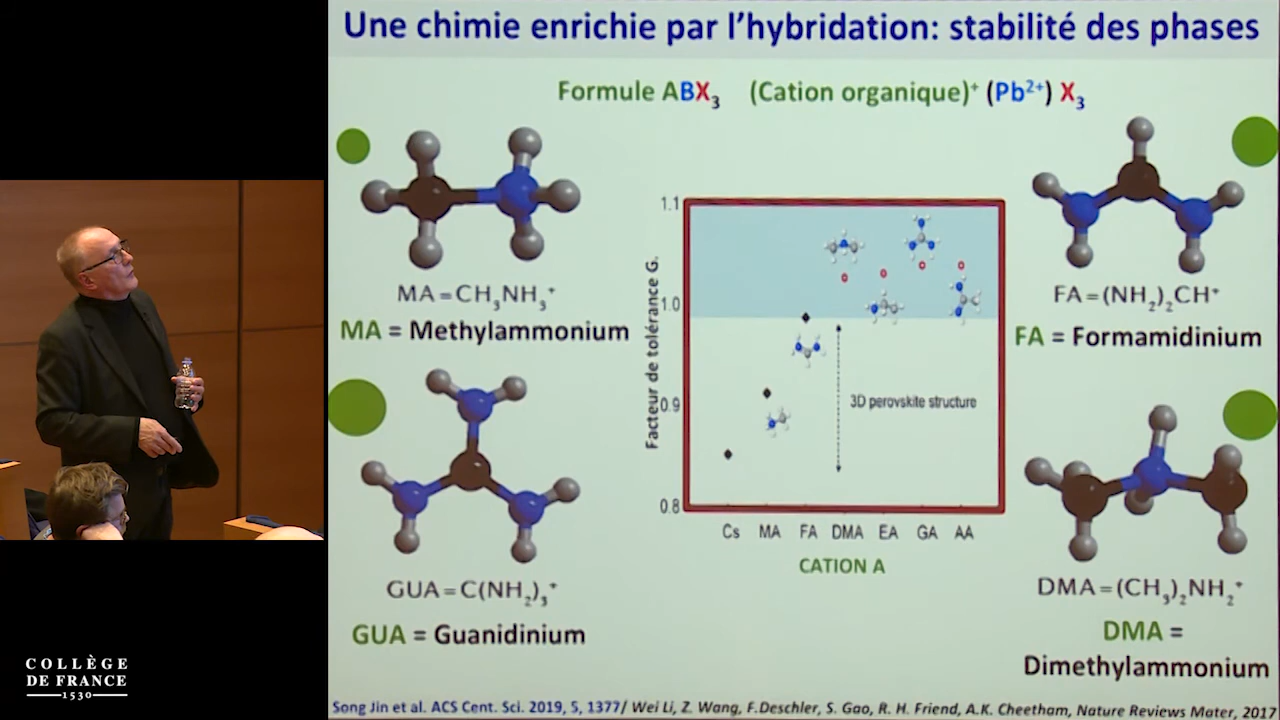 Une chimie enrichie par l'hybridation: stabilité des phases
Formule ABX₃ (Cation organique)⁺ (Pb²⁺) X₃
MA=CH₃NH₃⁺
MA = Methylammonium
FA=(NH₂)₂CH⁺
FA = Formamidinium
Facteur de tolérance G.
1.1
1.0
0.9
0.8
3D perovskite structure
Cs MA FA DMA EA GA AA
CATION A
GUA=C(NH₂)₃⁺
GUA = Guanidinium
DMA=(CH₃)₂NH₂⁺
DMA =
Dimethylammonium
COLLÈGE
DE FRANCE
1530
Song Jin et al. ACS Cent. Sci. 2019, 5, 1377/ Wei Li, Z. Wang, F.Deschler, S. Gao, R. H. Friend, A.K. Cheetham, Nature Reviews Mater, 2017